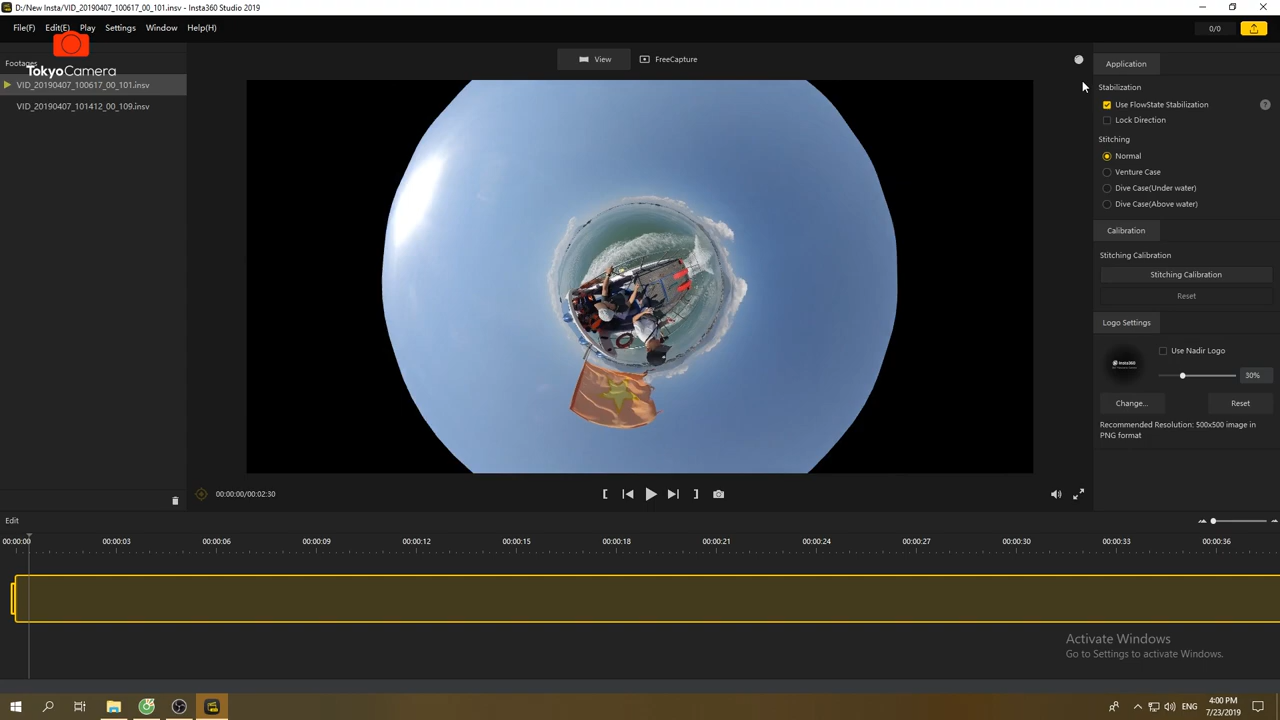 D:/New Insta/VID_20190407_100617_00_101.insv - Insta360 Studio 2019
File(F) Edit(E) Play Settings Window Help(H)
0/0
Footages
TokyoCamera
View FreeCapture
Application
VID_20190407_100617_00_101.insv
VID_20190407_101412_00_109.insv
Stabilization
Use FlowState Stabilization ?
Lock Direction
Stitching
Normal
Venture Case
Dive Case(Under water)
Dive Case(Above water)
Calibration
Stitching Calibration
Stitching Calibration
Reset
Logo Settings
Insta360
Use Nadir Logo
30%
Change... Reset
Recommended Resolution: 500x500 image in
PNG format
00:00:00/00:02:30
Edit
00:00:00 00:00:03 00:00:06 00:00:09 00:00:12 00:00:15 00:00:18 00:00:21 00:00:24 00:00:27 00:00:30 00:00:33 00:00:36
Activate Windows
Go to Settings to activate Windows.
ENG
4:00 PM
7/23/2019